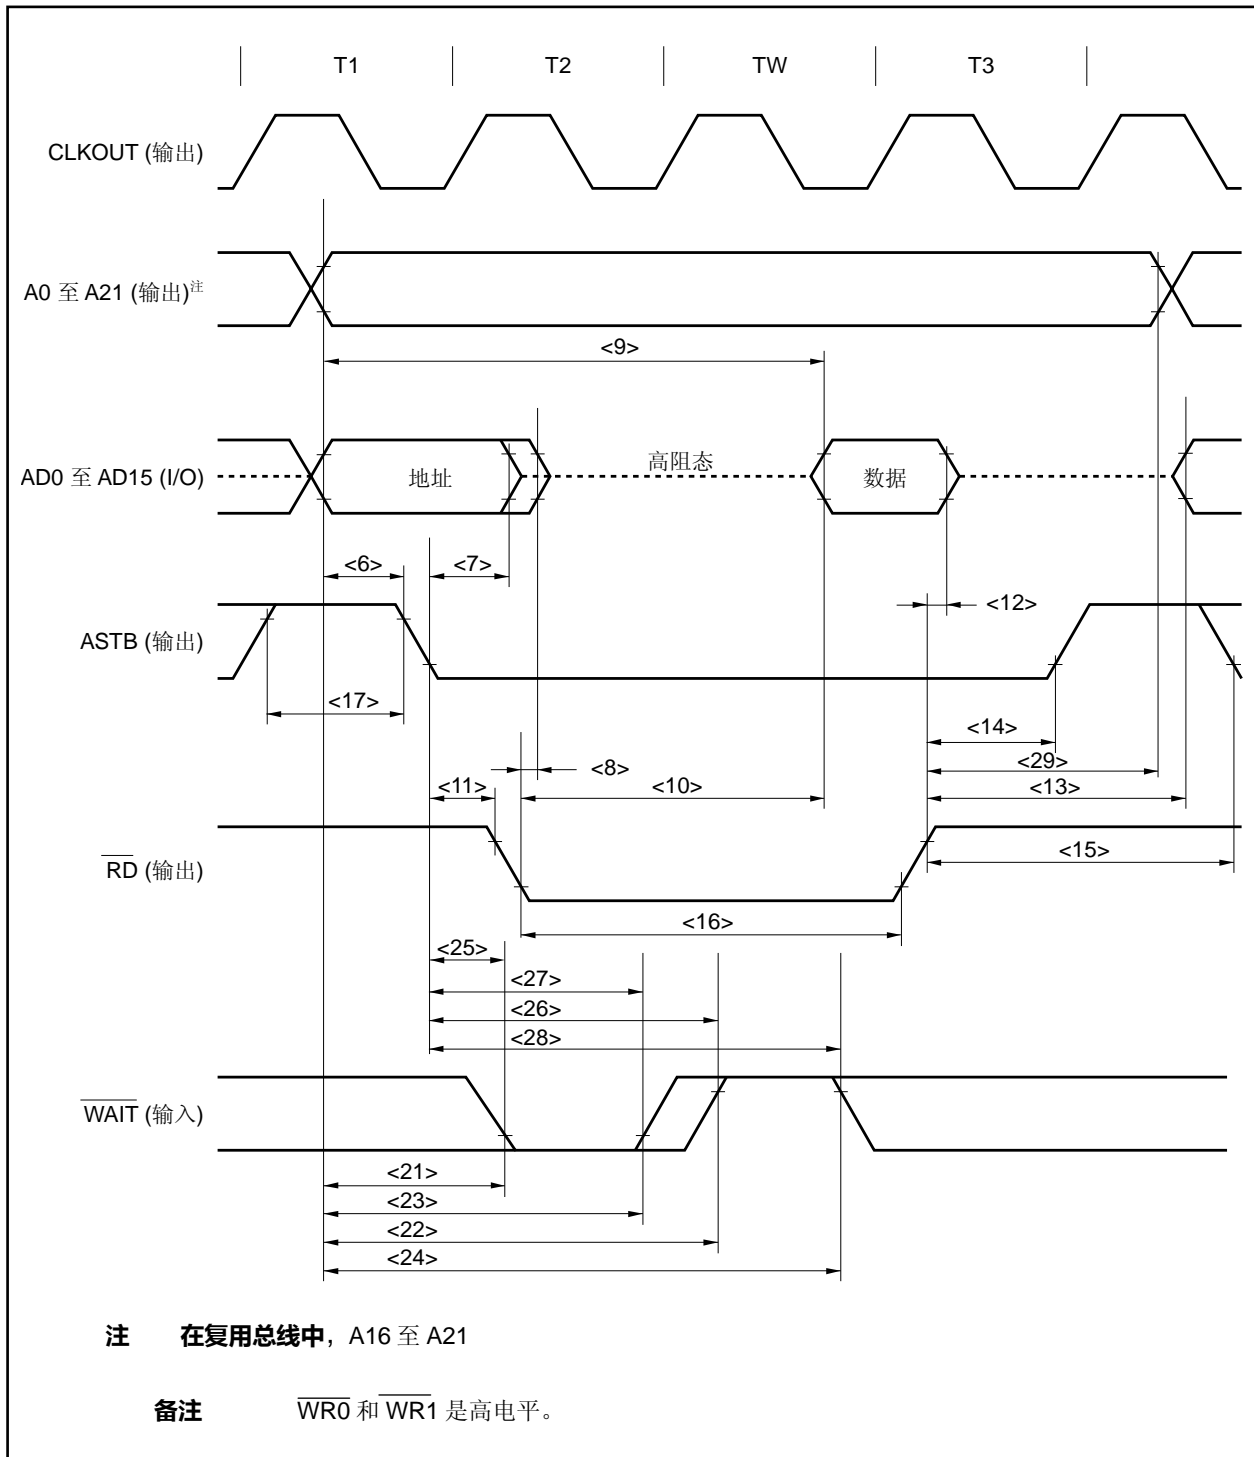 T1 T2 TW T3
CLKOUT (输出)
A0 至 A21 (输出)注
<9>
AD0 至 AD15 (I/O) 地址 高阻态 数据
<6> <7>
<12>
ASTB (输出)
<17>
<14>
<8> <29>
<11> <10> <13>
RD (输出)
<15>
<16>
<25>
<27>
<26>
<28>
WAIT (输入)
<21>
<23>
<22>
<24>
注 在复用总线中，A16 至 A21
备注 WR0 和 WR1 是高电平。